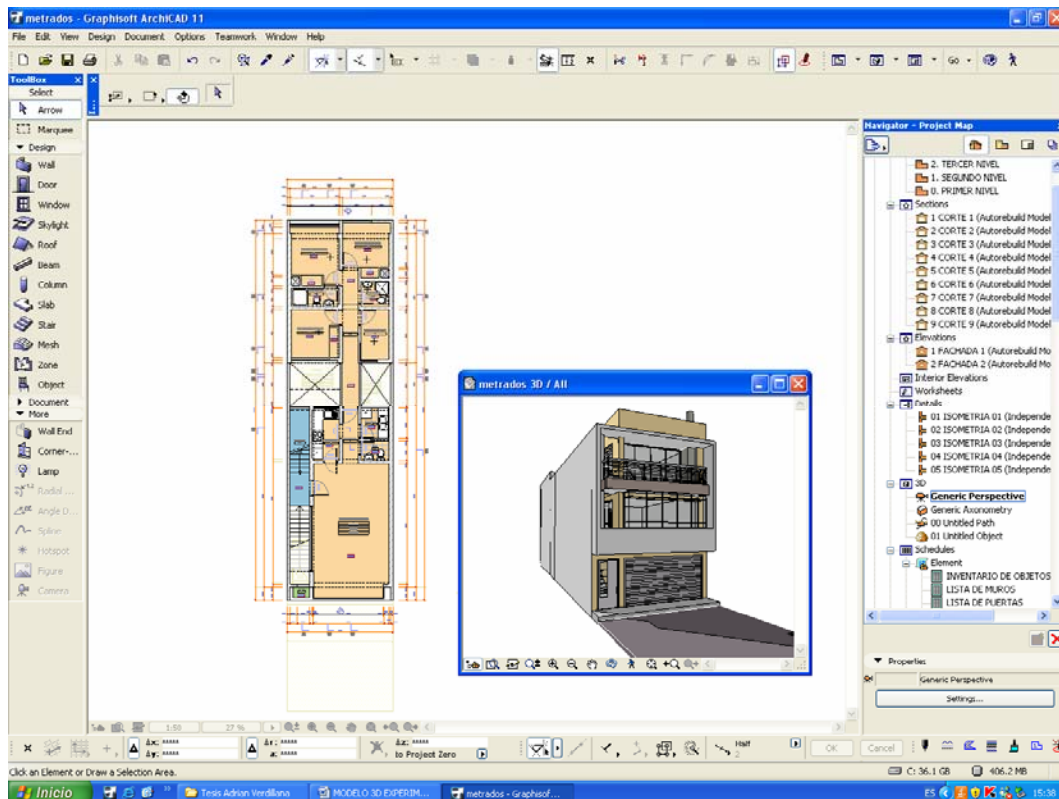 metrados - Graphisoft ArchiCAD 11
File Edit View Design Document Options Teamwork Window Help
ToolBox
Select
Arrow
Marquee
Design
Wall
Door
Window
Skylight
Roof
Beam
Column
Slab
Stair
Mesh
Zone
Object
Document
More
Wall End
Corner-...
Lamp
Radial ...
Angle D...
Spline
Hotspot
Figure
Camera
Go
metrados 3D / All
Navigator - Project Map
2. TERCER NIVEL
1. SEGUNDO NIVEL
0. PRIMER NIVEL
Sections
1 CORTE 1 (Autorebuild Model
2 CORTE 2 (Autorebuild Model
3 CORTE 3 (Autorebuild Model
4 CORTE 4 (Autorebuild Model
5 CORTE 5 (Autorebuild Model
6 CORTE 6 (Autorebuild Model
7 CORTE 7 (Autorebuild Model
8 CORTE 8 (Autorebuild Model
9 CORTE 9 (Autorebuild Model
Elevations
1 FACHADA 1 (Autorebuild Mo
2 FACHADA 2 (Autorebuild Mo
Interior Elevations
Worksheets
Details
01 ISOMETRIA 01 (Independe
02 ISOMETRIA 02 (Independe
03 ISOMETRIA 03 (Independe
04 ISOMETRIA 04 (Independe
05 ISOMETRIA 05 (Independe
3D
Generic Perspective
Generic Axonometry
00 Untitled Path
01 Untitled Object
Schedules
Element
INVENTARIO DE OBJETOS
LISTA DE MUROS
LISTA DE PUERTAS
Properties
Generic Perspective
Settings...
1:50 27 %
Δx: Δy: Δr: a: Δz:
to Project Zero
Half
2
OK Cancel
Click an Element or Draw a Selection Area.
C: 36.1 GB 406.2 MB
Inicio
Tesis Adrian Verdillana
MODELO 3D EXPERIM...
metrados - Graphisof...
ES 15:38